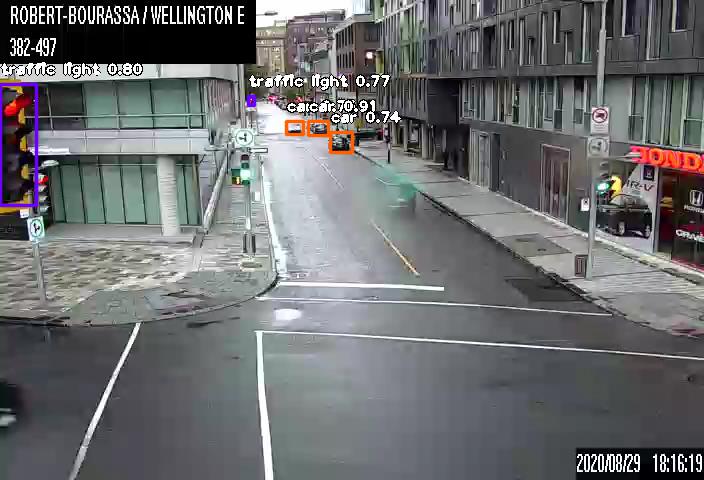 ROBERT-BOURASSA / WELLINGTON E
382-497
traffic light 0.80
traffic light 0.77
car 0.91
car 0.74
HONDA
HR-V
2020/08/29 18:16:19